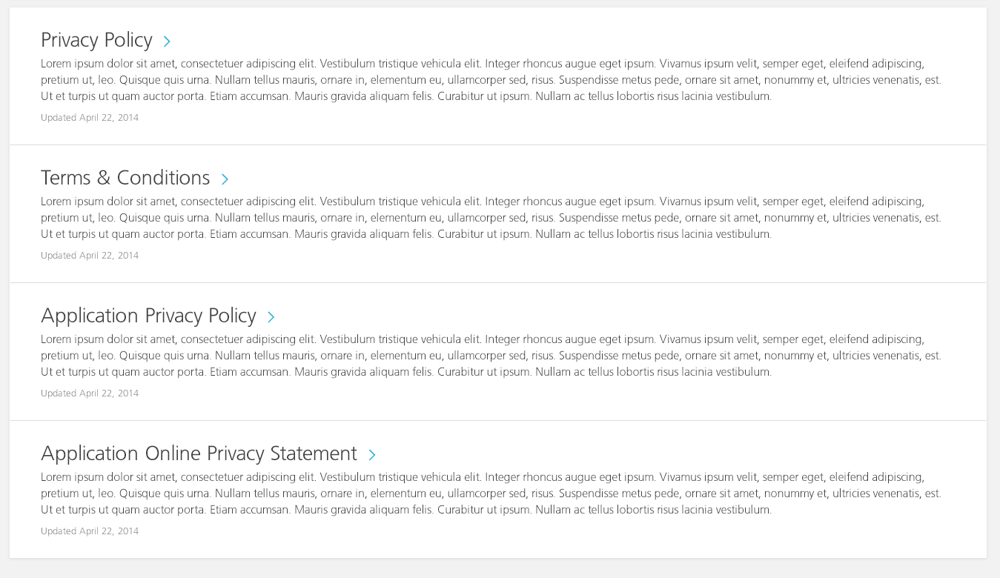 Privacy Policy
Lorem ipsum dolor sit amet, consectetuer adipiscing elit. Vestibulum tristique vehicula elit. Integer rhoncus augue eget ipsum. Vivamus ipsum velit, semper eget, eleifend adipiscing,
pretium ut, leo. Quisque quis urna. Nullam tellus mauris, ornare in, elementum eu, ullamcorper sed, risus. Suspendisse metus pede, ornare sit amet, nonummy et, ultricies venenatis, est.
Ut et turpis ut quam auctor porta. Etiam accumsan. Mauris gravida aliquam felis. Curabitur ut ipsum. Nullam ac tellus lobortis risus lacinia vestibulum.
Updated April 22, 2014
Terms & Conditions
Lorem ipsum dolor sit amet, consectetuer adipiscing elit. Vestibulum tristique vehicula elit. Integer rhoncus augue eget ipsum. Vivamus ipsum velit, semper eget, eleifend adipiscing,
pretium ut, leo. Quisque quis urna. Nullam tellus mauris, ornare in, elementum eu, ullamcorper sed, risus. Suspendisse metus pede, ornare sit amet, nonummy et, ultricies venenatis, est.
Ut et turpis ut quam auctor porta. Etiam accumsan. Mauris gravida aliquam felis. Curabitur ut ipsum. Nullam ac tellus lobortis risus lacinia vestibulum.
Updated April 22, 2014
Application Privacy Policy
Lorem ipsum dolor sit amet, consectetuer adipiscing elit. Vestibulum tristique vehicula elit. Integer rhoncus augue eget ipsum. Vivamus ipsum velit, semper eget, eleifend adipiscing,
pretium ut, leo. Quisque quis urna. Nullam tellus mauris, ornare in, elementum eu, ullamcorper sed, risus. Suspendisse metus pede, ornare sit amet, nonummy et, ultricies venenatis, est.
Ut et turpis ut quam auctor porta. Etiam accumsan. Mauris gravida aliquam felis. Curabitur ut ipsum. Nullam ac tellus lobortis risus lacinia vestibulum.
Updated April 22, 2014
Application Online Privacy Statement
Lorem ipsum dolor sit amet, consectetuer adipiscing elit. Vestibulum tristique vehicula elit. Integer rhoncus augue eget ipsum. Vivamus ipsum velit, semper eget, eleifend adipiscing,
pretium ut, leo. Quisque quis urna. Nullam tellus mauris, ornare in, elementum eu, ullamcorper sed, risus. Suspendisse metus pede, ornare sit amet, nonummy et, ultricies venenatis, est.
Ut et turpis ut quam auctor porta. Etiam accumsan. Mauris gravida aliquam felis. Curabitur ut ipsum. Nullam ac tellus lobortis risus lacinia vestibulum.
Updated April 22, 2014